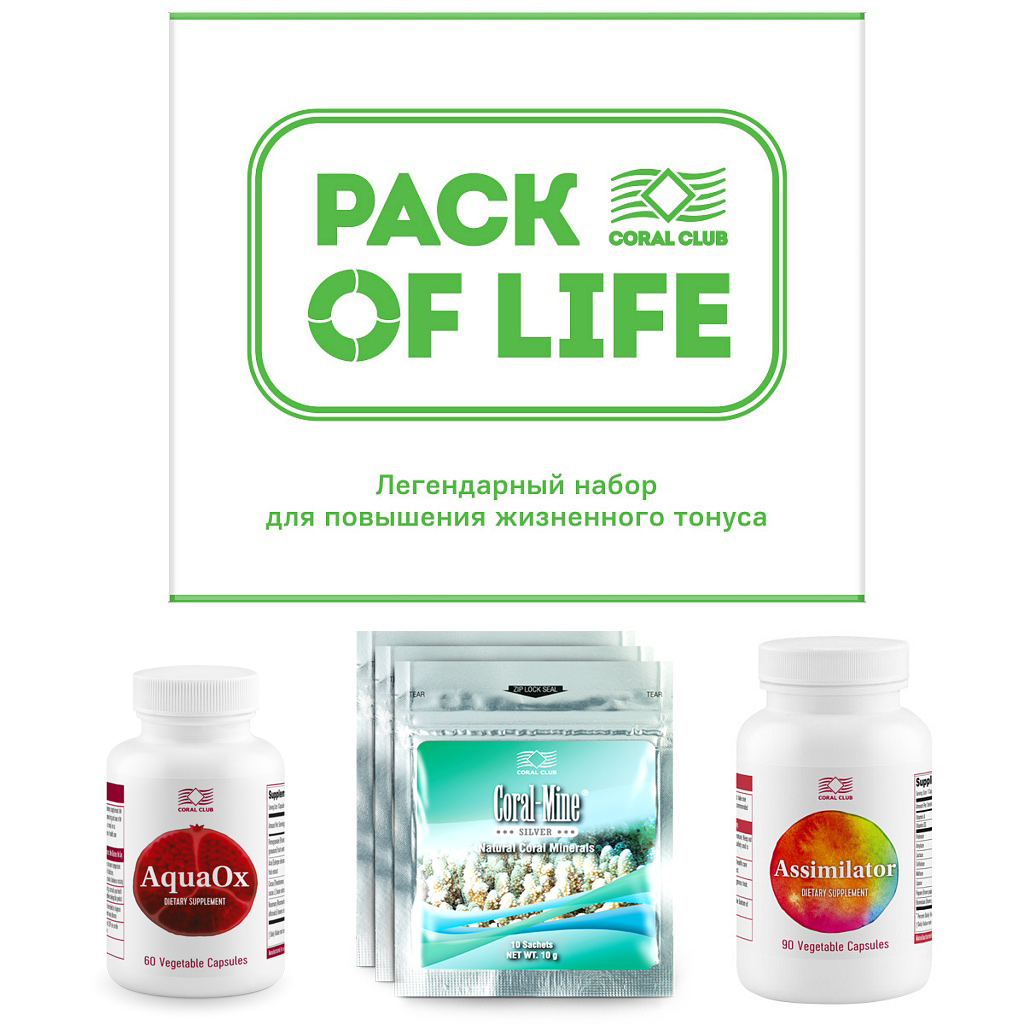 PACK
CORAL CLUB
OF LIFE
Легендарный набор
для повышения жизненного тонуса
CORAL CLUB
AquaOx
DIETARY SUPPLEMENT
60 Vegetable Capsules
TEAR
ZIP LOCK SEAL
TEAR
CORAL CLUB
Coral-Mine®
SILVER
Natural Coral Minerals
10 Sachets
NET WT. 10 g
CORAL CLUB
Assimilator
DIETARY SUPPLEMENT
90 Vegetable Capsules